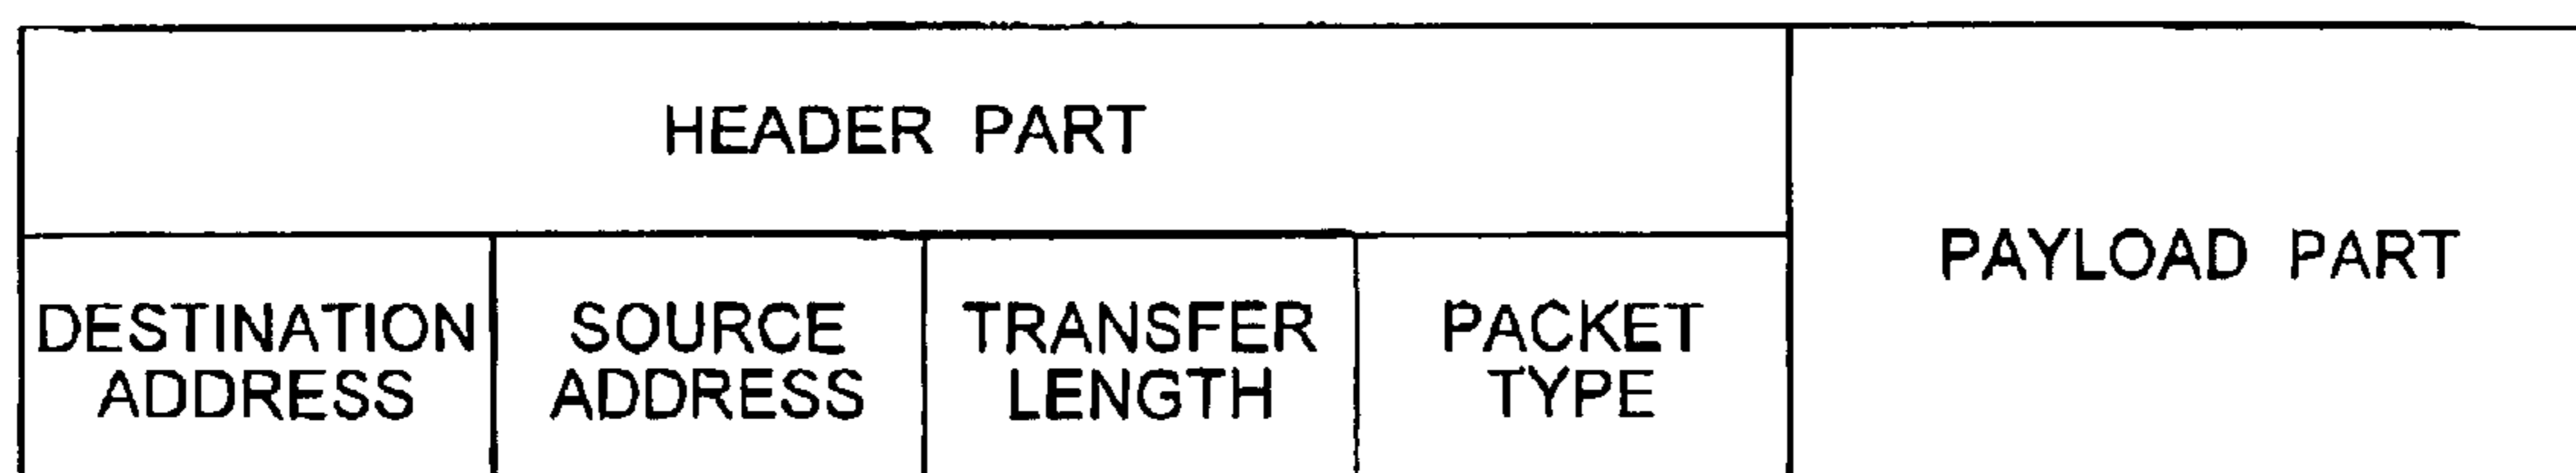 HEADER PART
PAYLOAD PART
DESTINATION
ADDRESS
SOURCE
ADDRESS
TRANSFER
LENGTH
PACKET
TYPE